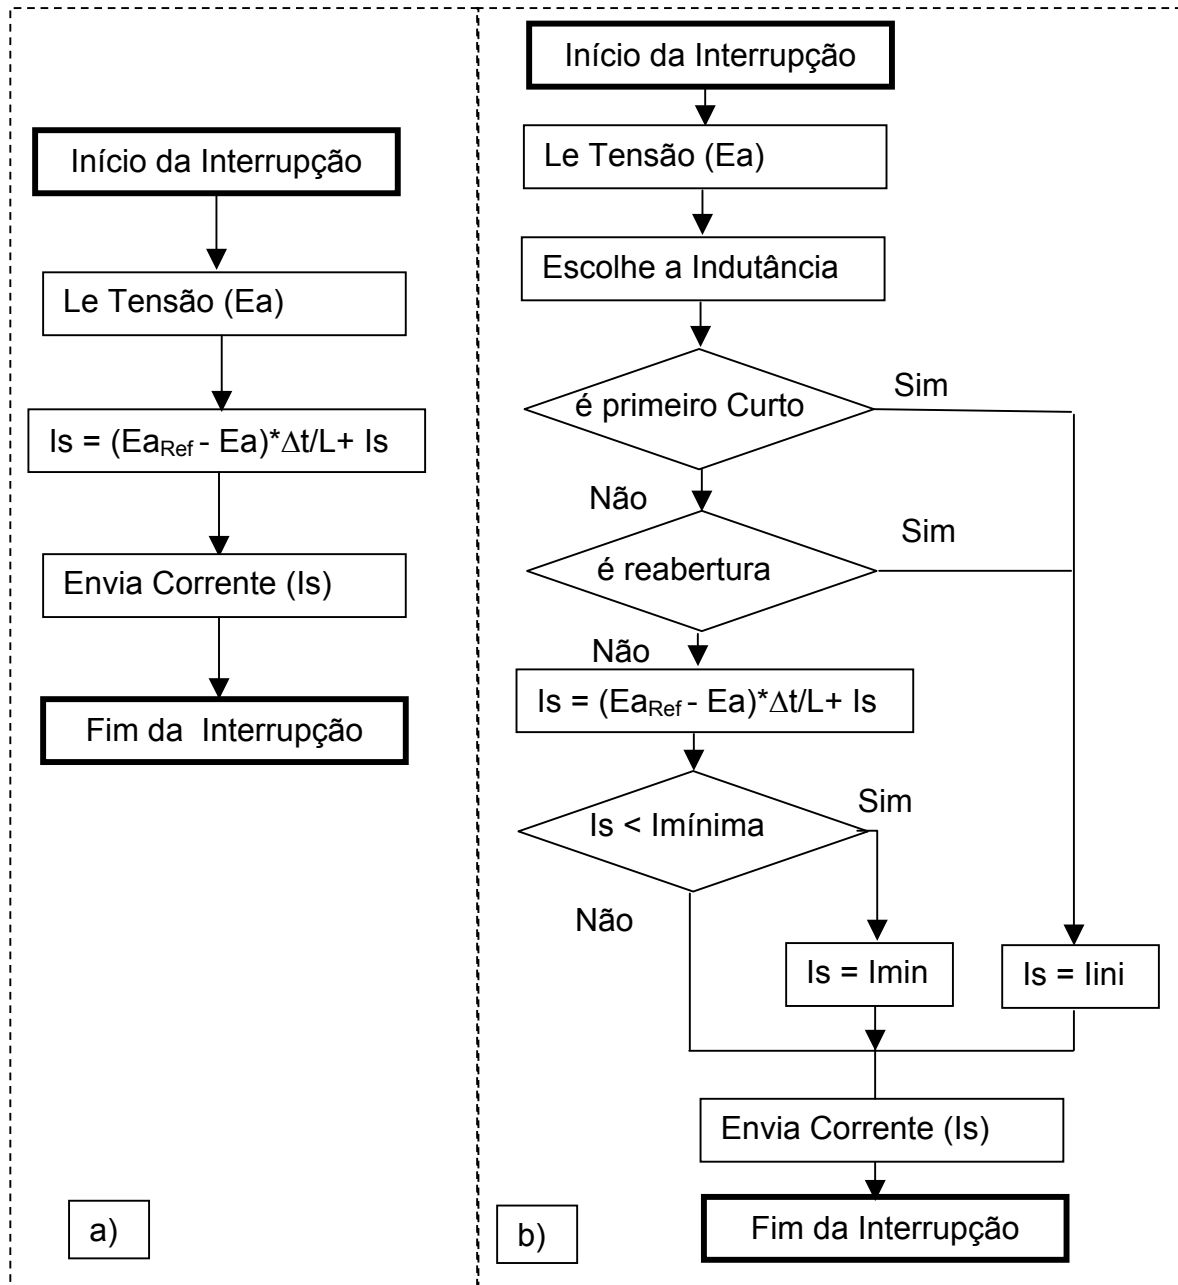 Início da Interrupção
Le Tensão (Ea)
Is = (EaRef - Ea)*Δt/L+ Is
Envia Corrente (Is)
Fim da Interrupção
a)
Início da Interrupção
Le Tensão (Ea)
Escolhe a Indutância
é primeiro Curto
Sim
Não
é reabertura
Sim
Não
Is = (EaRef - Ea)*Δt/L+ Is
Is < Imínima
Sim
Não
Is = Imin
Is = Iini
Envia Corrente (Is)
Fim da Interrupção
b)